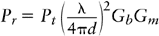 P_r = P_t (λ / 4πd)² G_b G_m